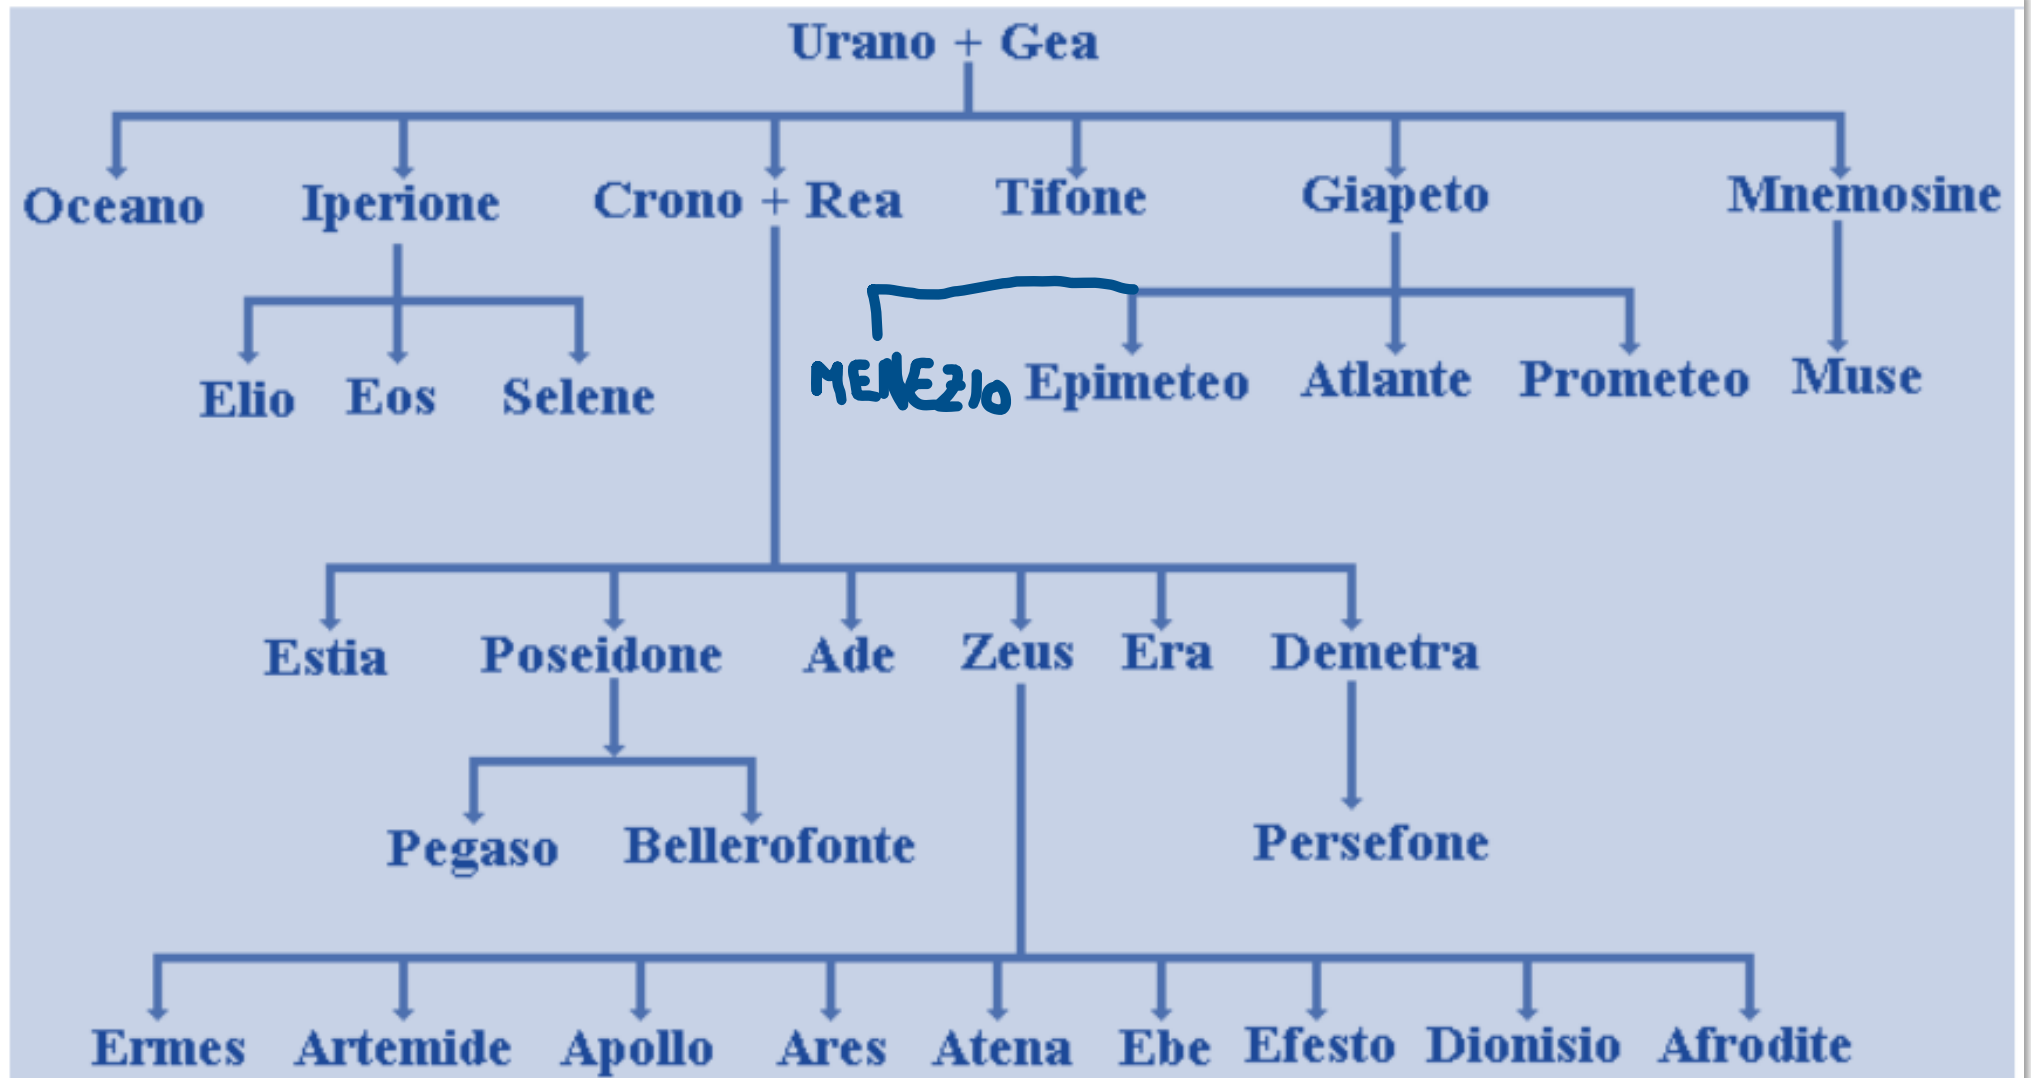 Urano + Gea
Oceano Iperione Crono + Rea Tifone Giapeto Mnemosine
Elio Eos Selene MENEZIO Epimeteo Atlante Prometeo Muse
Estia Poseidone Ade Zeus Era Demetra
Pegaso Bellerofonte Persefone
Ermes Artemide Apollo Ares Atena Ebe Efesto Dionisio Afrodite